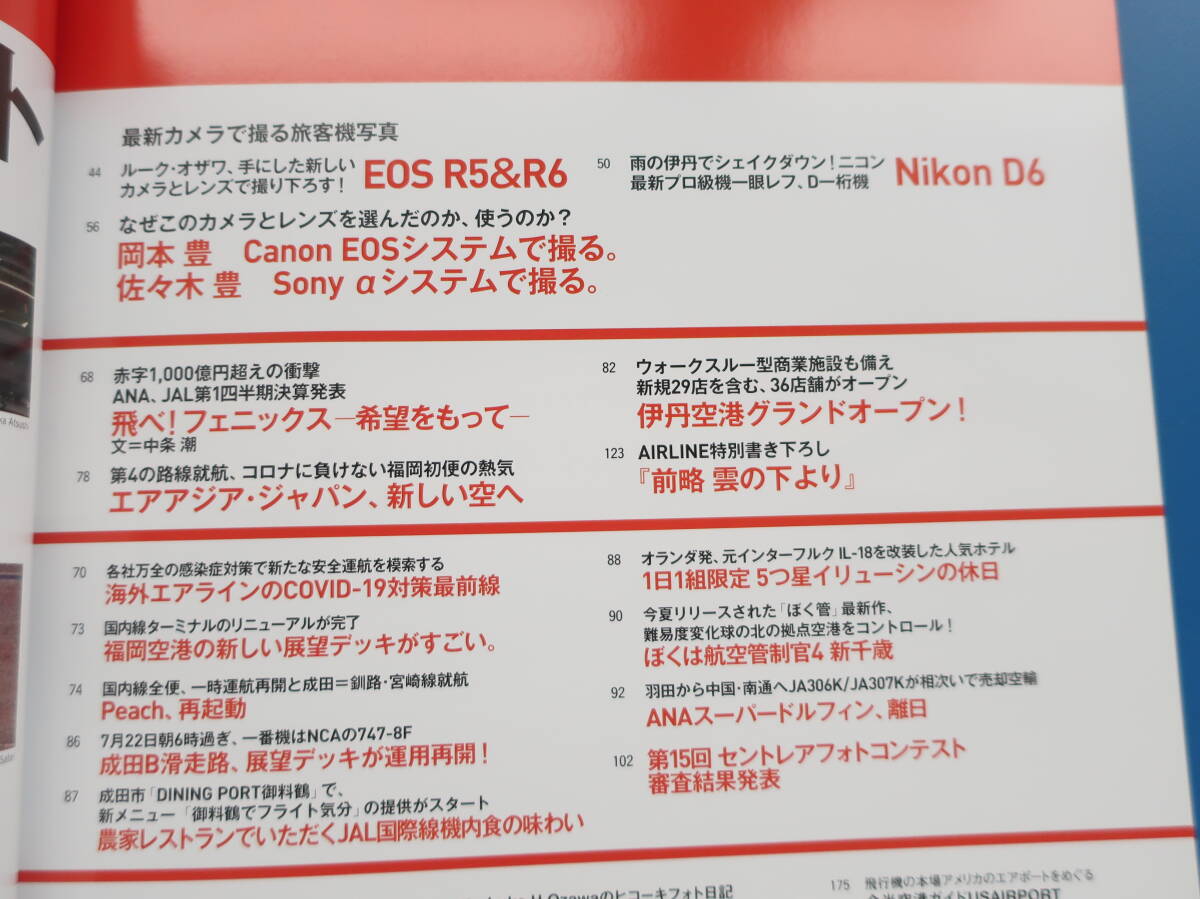 ト
最新カメラで撮る旅客機写真
44 ルーク・オザワ、手にした新しい
カメラとレンズで撮り下ろす！ EOS R5&R6
50 雨の伊丹でシェイクダウン！ニコン
最新プロ級機一眼レフ、D一桁機 Nikon D6
56 なぜこのカメラとレンズを選んだのか、使うのか？
岡本 豊 Canon EOSシステムで撮る。
佐々木 豊 Sony αシステムで撮る。
68 赤字1,000億円超えの衝撃
ANA、JAL第1四半期決算発表
飛べ！フェニックス―希望をもって―
文＝中条 潮
78 第4の路線就航、コロナに負けない福岡初便の熱気
エアアジア・ジャパン、新しい空へ
82 ウォークスルー型商業施設も備え
新規29店を含む、36店舗がオープン
伊丹空港グランドオープン！
123 AIRLINE特別書き下ろし
『前略 雲の下より』
70 各社万全の感染症対策で新たな安全運航を模索する
海外エアラインのCOVID-19対策最前線
73 国内線ターミナルのリニューアルが完了
福岡空港の新しい展望デッキがすごい。
74 国内線全便、一時運航再開と成田＝釧路・宮崎線就航
Peach、再起動
86 7月22日朝6時過ぎ、一番機はNCAの747-8F
成田B滑走路、展望デッキが運用再開！
87 成田市「DINING PORT御料鶴」で、
新メニュー「御料鶴でフライト気分」の提供がスタート
農家レストランでいただくJAL国際線機内食の味わい
88 オランダ発、元インターフルク IL-18を改装した人気ホテル
1日1組限定 5つ星イリューシンの休日
90 今夏リリースされた「ぼく管」最新作、
難易度変化球の北の拠点空港をコントロール！
ぼくは航空管制官4 新千歳
92 羽田から中国・南通へJA306K/JA307Kが相次いで売却空輸
ANAスーパードルフィン、離日
102 第15回 セントレアフォトコンテスト
審査結果発表
Ozawaのヒコーキフォト日記
175 飛行機の本場アメリカのエアポートをめぐる
空港ガイドUSAIRPORT